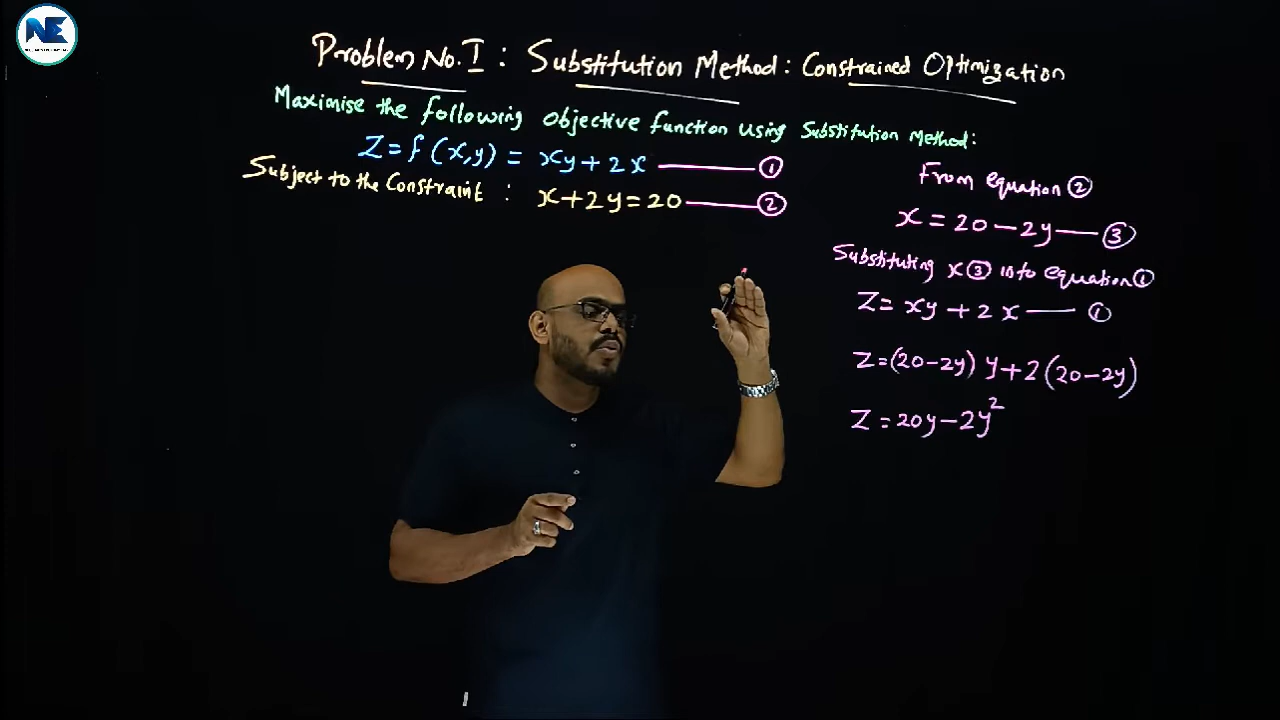 NE
Problem No.I : Substitution Method: Constrained Optimization
Maximise the following objective function using Substitution Method:
Z = f (x,y) = xy + 2x ①
Subject to the Constraint : x + 2y = 20 ②
From equation ②
x = 20 - 2y ③
Substituting x ③ into equation ①
Z = xy + 2x ①
Z = (20-2y) y + 2 (20-2y)
Z = 20y - 2y²